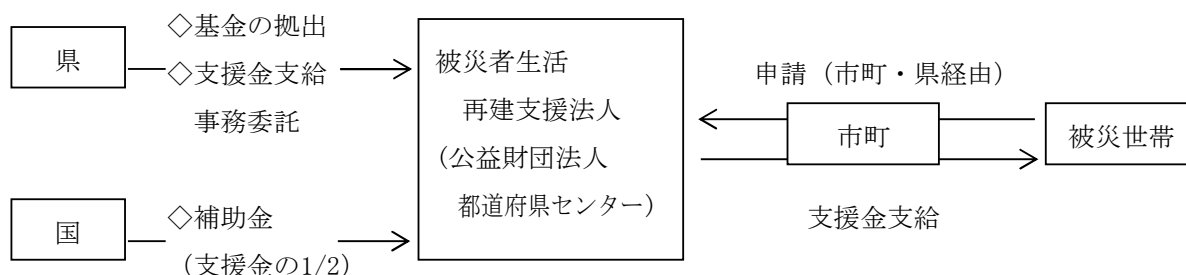 県
◇基金の拠出
◇支援金支給
事務委託
国
◇補助金
（支援金の1/2）
被災者生活
再建支援法人
（公益財団法人
都道府県センター）
申請（市町・県経由）
市町
被災世帯
支援金支給